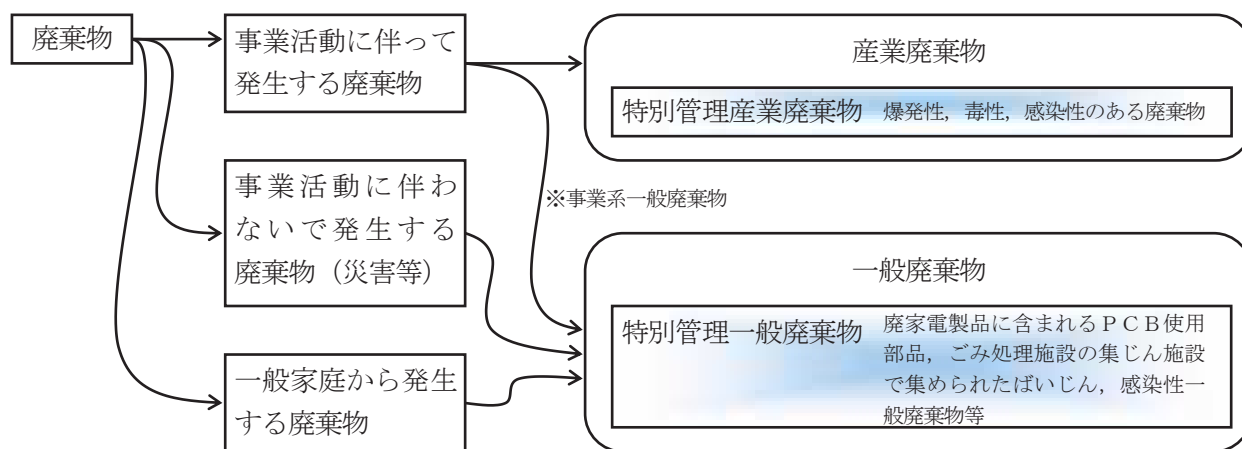 廃棄物
事業活動に伴って
発生する廃棄物
事業活動に伴わ
ないで発生する
廃棄物（災害等）
一般家庭から発生
する廃棄物
産業廃棄物
特別管理産業廃棄物 爆発性，毒性，感染性のある廃棄物
※事業系一般廃棄物
一般廃棄物
特別管理一般廃棄物 廃家電製品に含まれるＰＣＢ使用
部品，ごみ処理施設の集じん施設
で集められたばいじん，感染性一
般廃棄物等